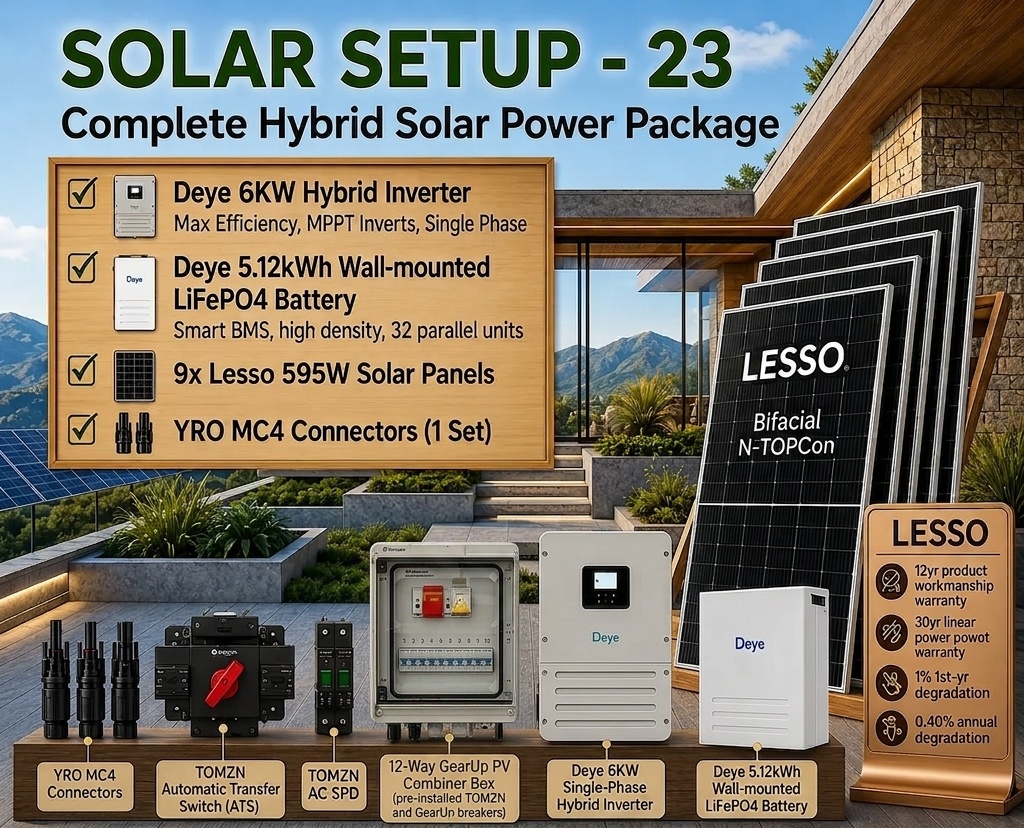 SOLAR SETUP - 23
Complete Hybrid Solar Power Package
Deye 6KW Hybrid Inverter
Max Efficiency, MPPT Inverts, Single Phase
Deye
Deye 5.12kWh Wall-mounted
LiFePO4 Battery
Smart BMS, high density, 32 parallel units
9x Lesso 595W Solar Panels
YRO MC4 Connectors (1 Set)
LESSO
Bifacial
N-TOPCon
LESSO
12yr product
workmanship
warranty
30yr linear
power powot
warranty
1% 1st-yr
degradation
0.40% annual
degradation
Deye
Deye
YRO MC4
Connectors
TOMZN
Automatic Transfer
Switch (ATS)
TOMZN
AC SPD
12-Way GearUp PV
Combiner Box
(pre-installed TOMZN
and GearUp breakers)
Deye 6KW
Single-Phase
Hybrid Inverter
Deye 5.12kWh
Wall-mounted
LiFePO4 Battery